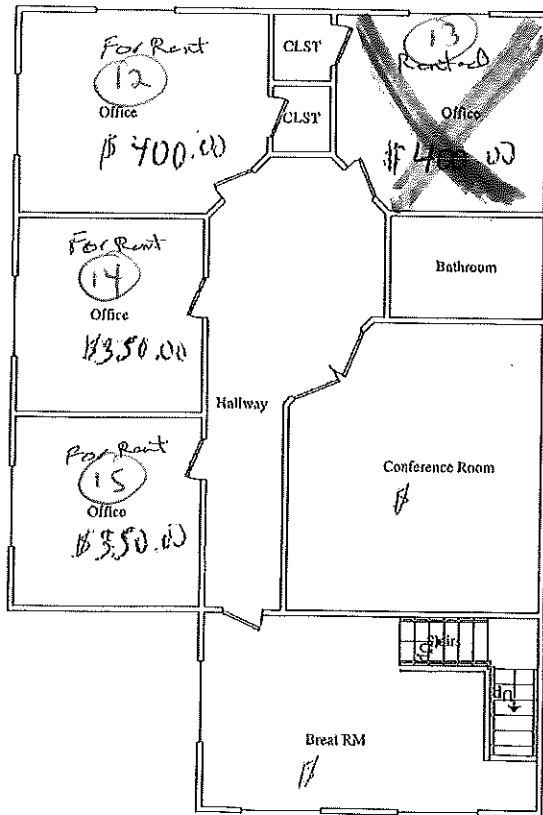 For Rent
12
Office
$ 400.00
CLST
CLST
13
Rented
Office
$ 400.00
For Rent
14
Office
$350.00
Bathroom
Hallway
For Rent
15
Office
$350.00
Conference Room
$
Stairs
UP
Breat RM
$